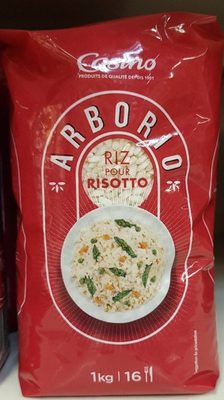 Casino
PRODUITS DE QUALITÉ DEPUIS 1901
ARBORIO
RIZ
POUR
RISOTTO
1kg | 16